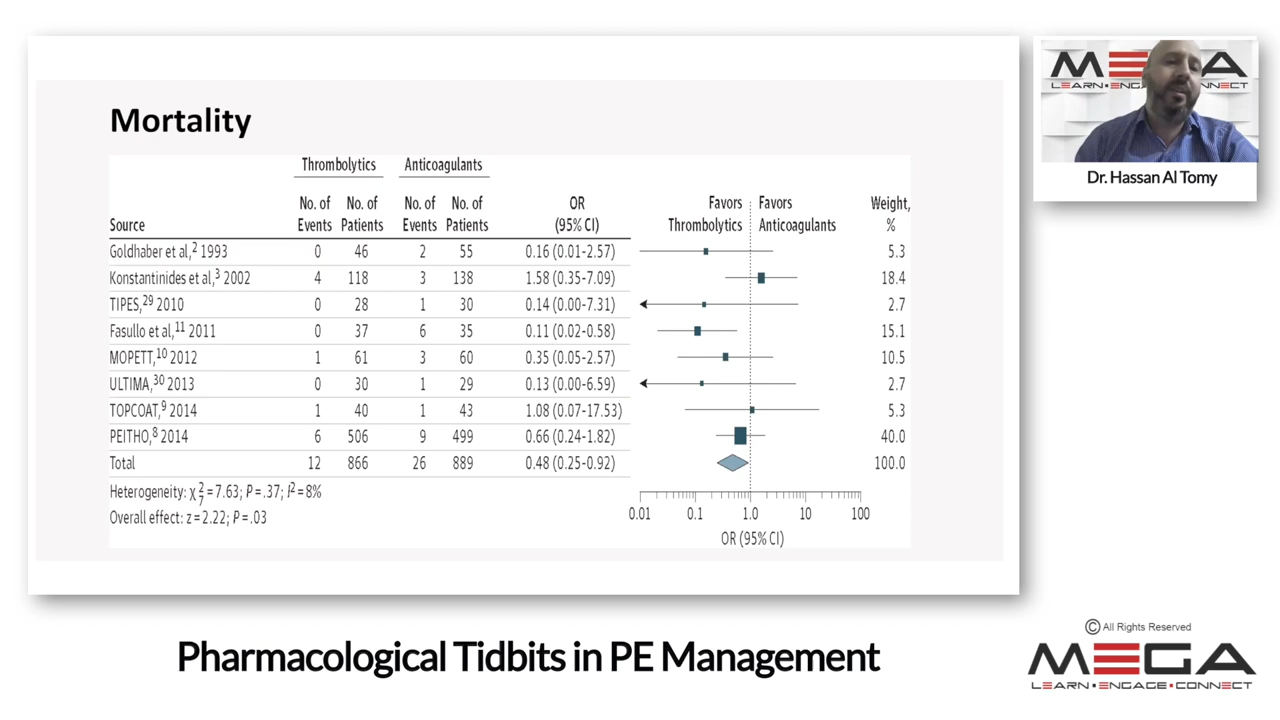 Mortality
Thrombolytics Anticoagulants
No. of No. of No. of No. of OR Favors Favors Weight,
Source Events Patients Events Patients (95% CI) Thrombolytics Anticoagulants %
Goldhaber et al,2 1993 0 46 2 55 0.16 (0.01-2.57) 5.3
Konstantinides et al,3 2002 4 118 3 138 1.58 (0.35-7.09) 18.4
TIPES,29 2010 0 28 1 30 0.14 (0.00-7.31) 2.7
Fasullo et al,11 2011 0 37 6 35 0.11 (0.02-0.58) 15.1
MOPETT,10 2012 1 61 3 60 0.35 (0.05-2.57) 10.5
ULTIMA,30 2013 0 30 1 29 0.13 (0.00-6.59) 2.7
TOPCOAT,9 2014 1 40 1 43 1.08 (0.07-17.53) 5.3
PEITHO,8 2014 6 506 9 499 0.66 (0.24-1.82) 40.0
Total 12 866 26 889 0.48 (0.25-0.92) 100.0
Heterogeneity: χ2 7 = 7.63; P = .37; I2 = 8%
Overall effect: z = 2.22; P = .03
0.01 0.1 1.0 10 100
OR (95% CI)
MEGA
LEARN•ENGA NNECT
Dr. Hassan Al Tomy
Pharmacological Tidbits in PE Management
© All Rights Reserved
MEGA
LEARN•ENGAGE•CONNECT